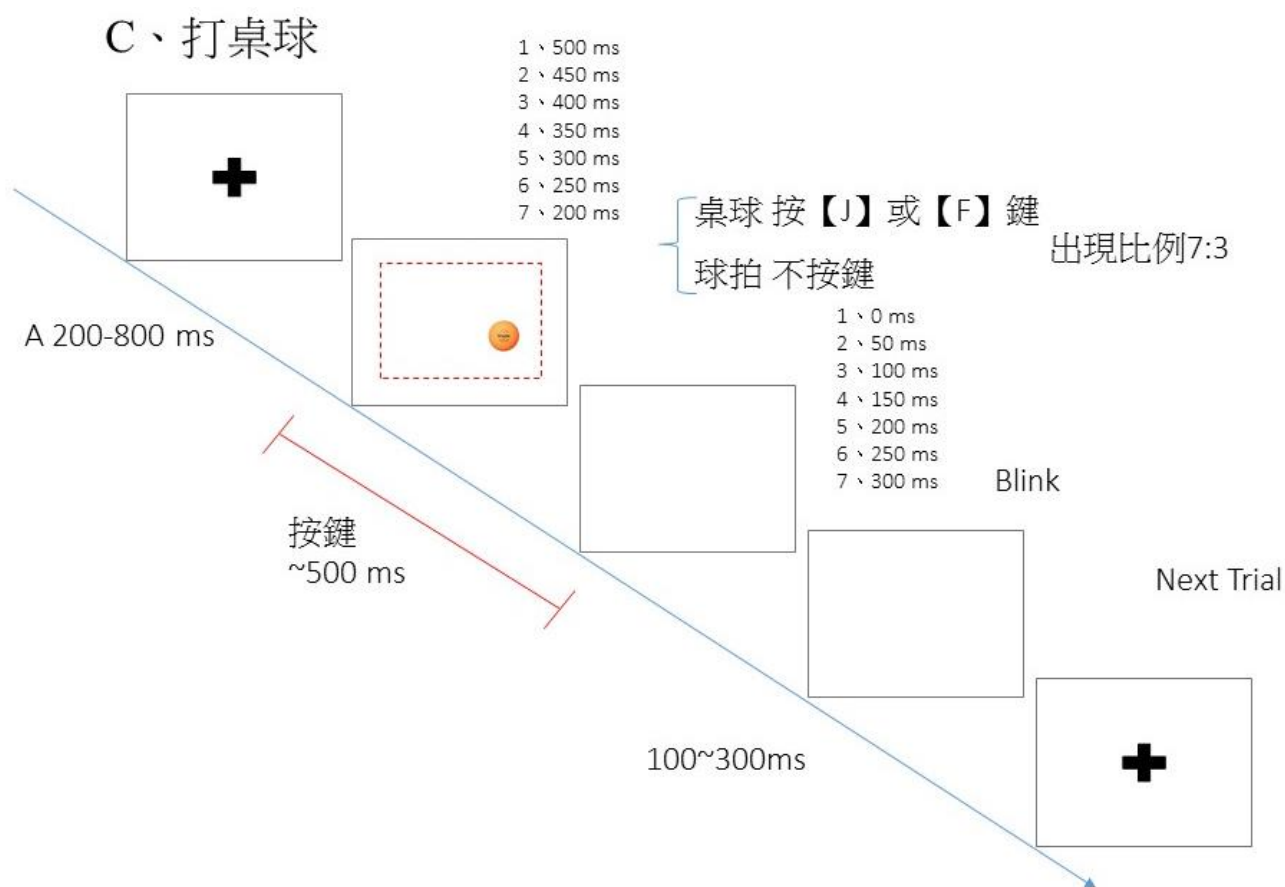 C、打桌球
1、500 ms
2、450 ms
3、400 ms
4、350 ms
5、300 ms
6、250 ms
7、200 ms
桌球 按【J】或【F】鍵
球拍 不按鍵
出現比例7:3
A 200-800 ms
1、0 ms
2、50 ms
3、100 ms
4、150 ms
5、200 ms
6、250 ms
7、300 ms
Blink
按鍵
~500 ms
Next Trial
100~300ms